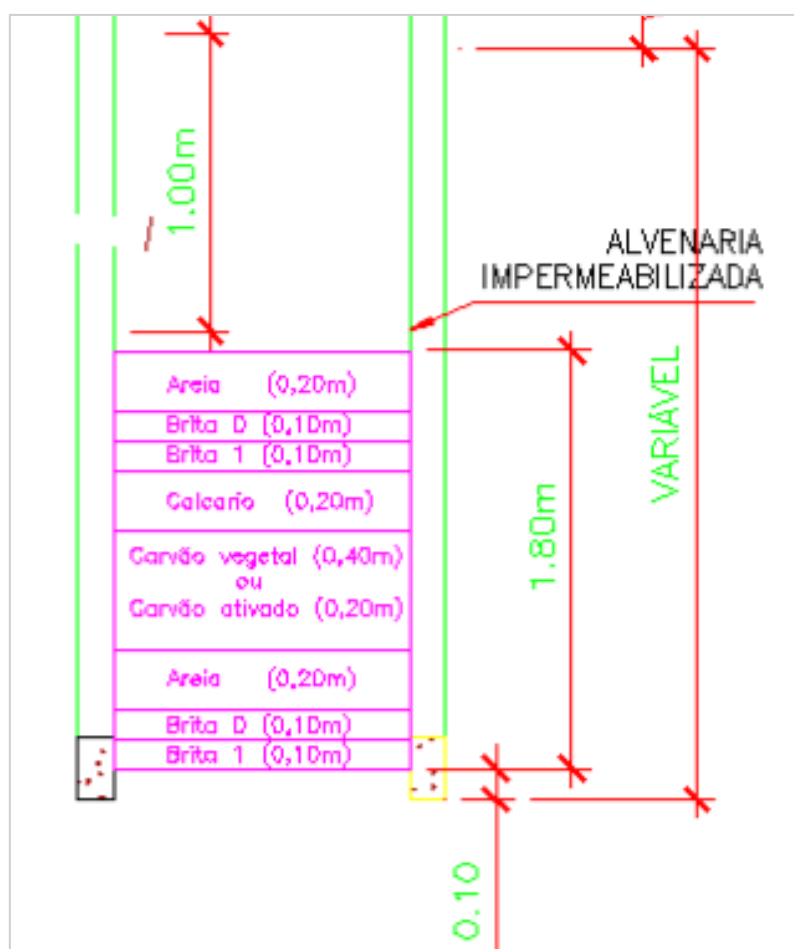 1.00m
ALVENARIA
IMPERMEABILIZADA
Areia (0,20m)
Brita 0 (0,10m)
Brita 1 (0,10m)
Calcario (0,20m)
Carvão vegetal (0,40m)
ou
Carvão ativado (0,20m)
Areia (0,20m)
Brita 0 (0,10m)
Brita 1 (0,10m)
1.80m
VARIÁVEL
0.10